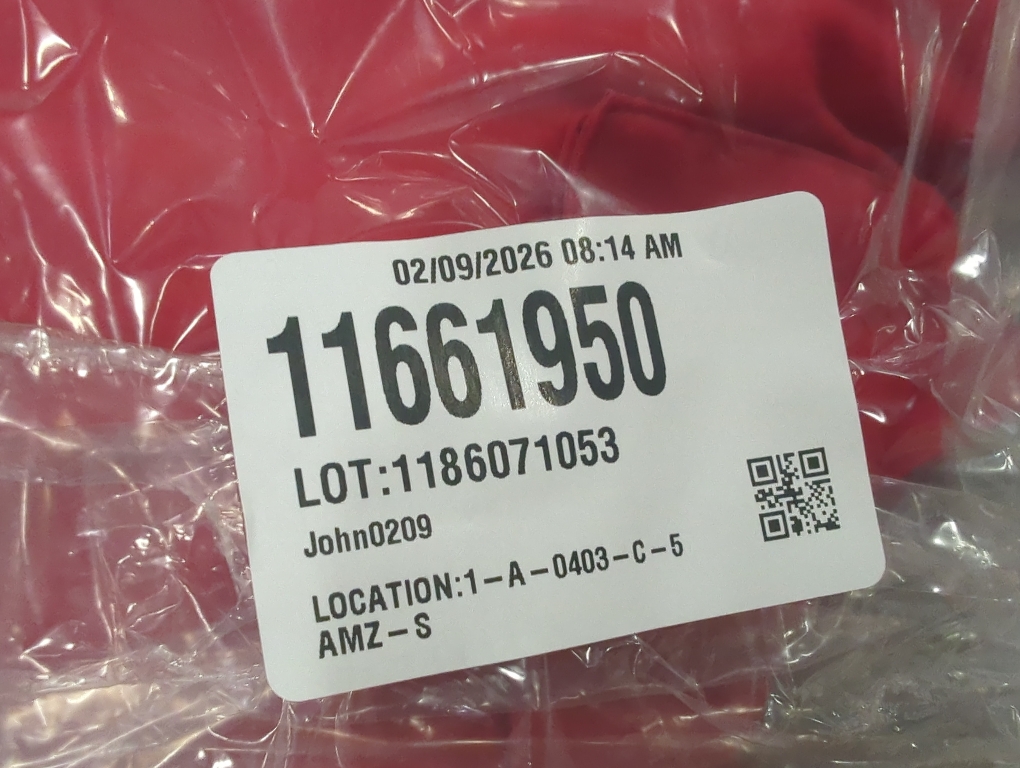 02/09/2026 08:14 AM
11661950
LOT:1186071053
John0209
LOCATION:1-A-0403-C-5
AMZ-S